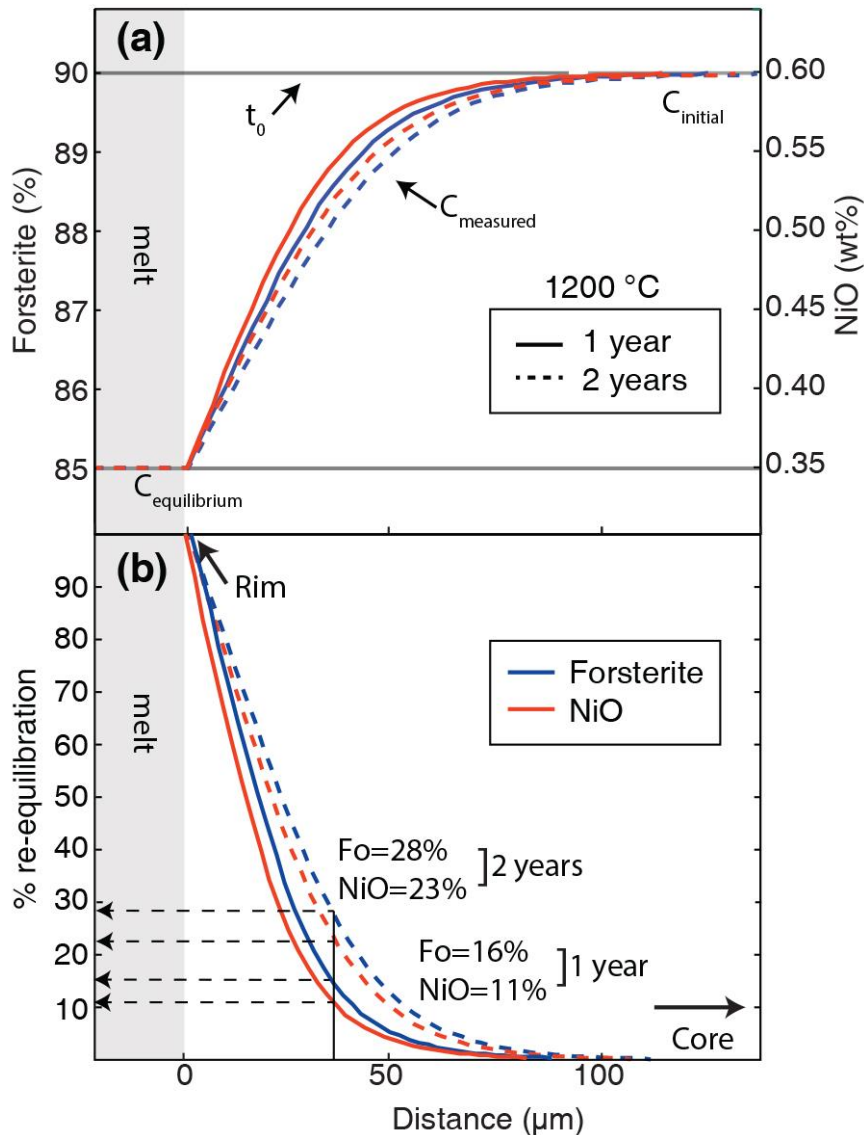 (a)
90
89
88
87
86
85
Forsterite (%)
melt
t0
Cinitial
Cmeasured
1200 °C
1 year
2 years
Cequilibrium
0.60
0.55
0.50
0.45
0.40
0.35
NiO (wt%)
(b)
90
80
70
60
50
40
30
20
10
% re-equilibration
melt
Rim
Forsterite
NiO
Fo=28%
NiO=23%
]2 years
Fo=16%
NiO=11%
]1 year
Core
0
50
100
Distance (µm)